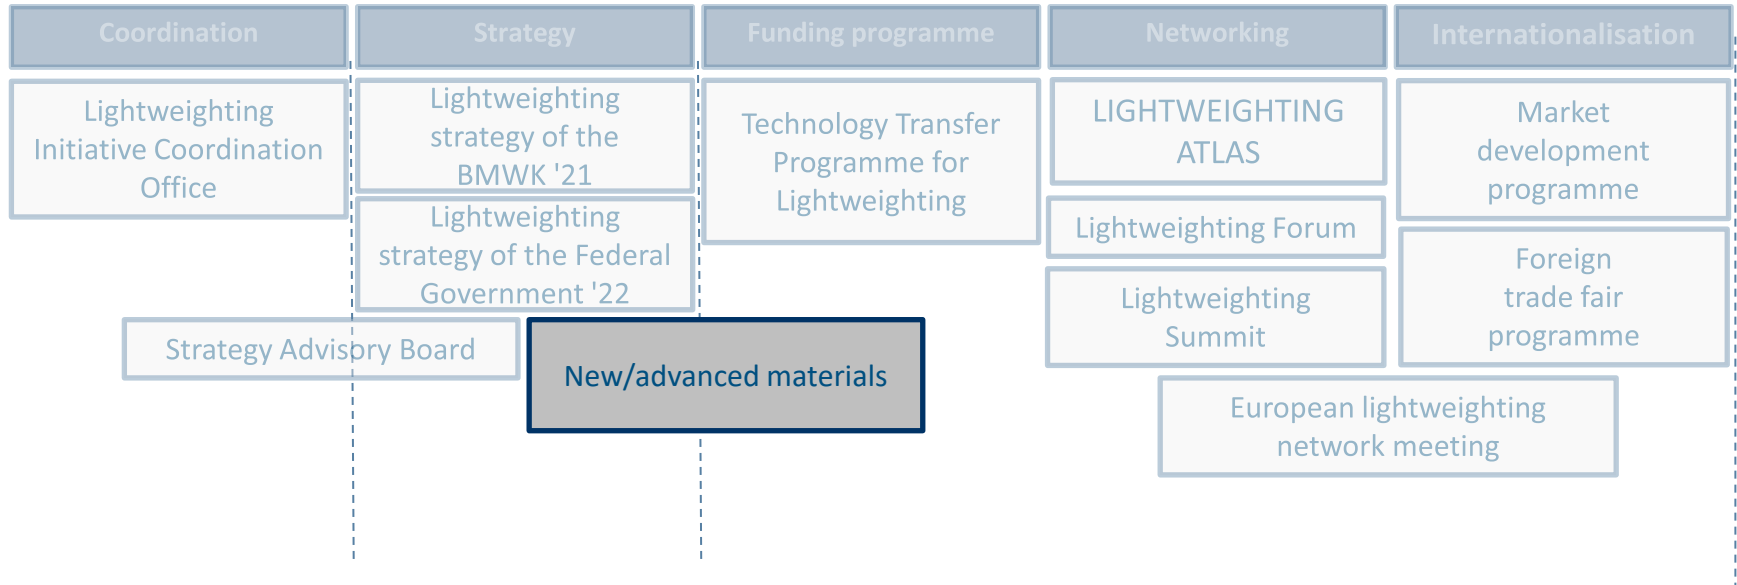 Coordination
Strategy
Funding programme
Networking
Internationalisation
Lightweighting
Initiative Coordination
Office
Lightweighting
strategy of the
BMWK '21
Lightweighting
strategy of the Federal
Government '22
Strategy Advisory Board
New/advanced materials
Technology Transfer
Programme for
Lightweighting
LIGHTWEIGHTING
ATLAS
Lightweighting Forum
Lightweighting
Summit
Market
development
programme
Foreign
trade fair
programme
European lightweighting
network meeting